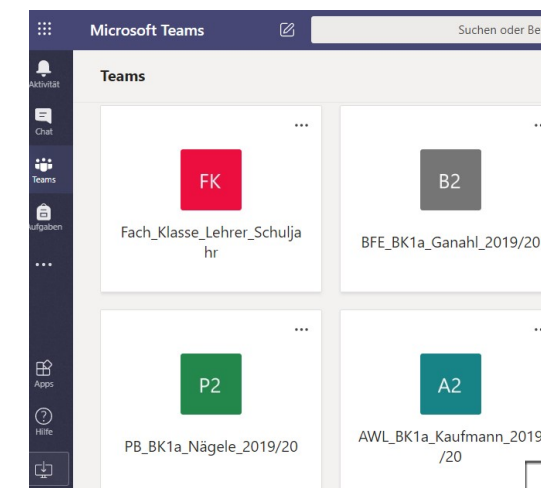 Microsoft Teams
Suchen oder Be
Aktivität
Chat
Teams
Aufgaben
Apps
Hilfe
Teams
FK
Fach_Klasse_Lehrer_Schulja
hr
B2
BFE_BK1a_Ganahl_2019/20
P2
PB_BK1a_Nägele_2019/20
A2
AWL_BK1a_Kaufmann_2019
/20